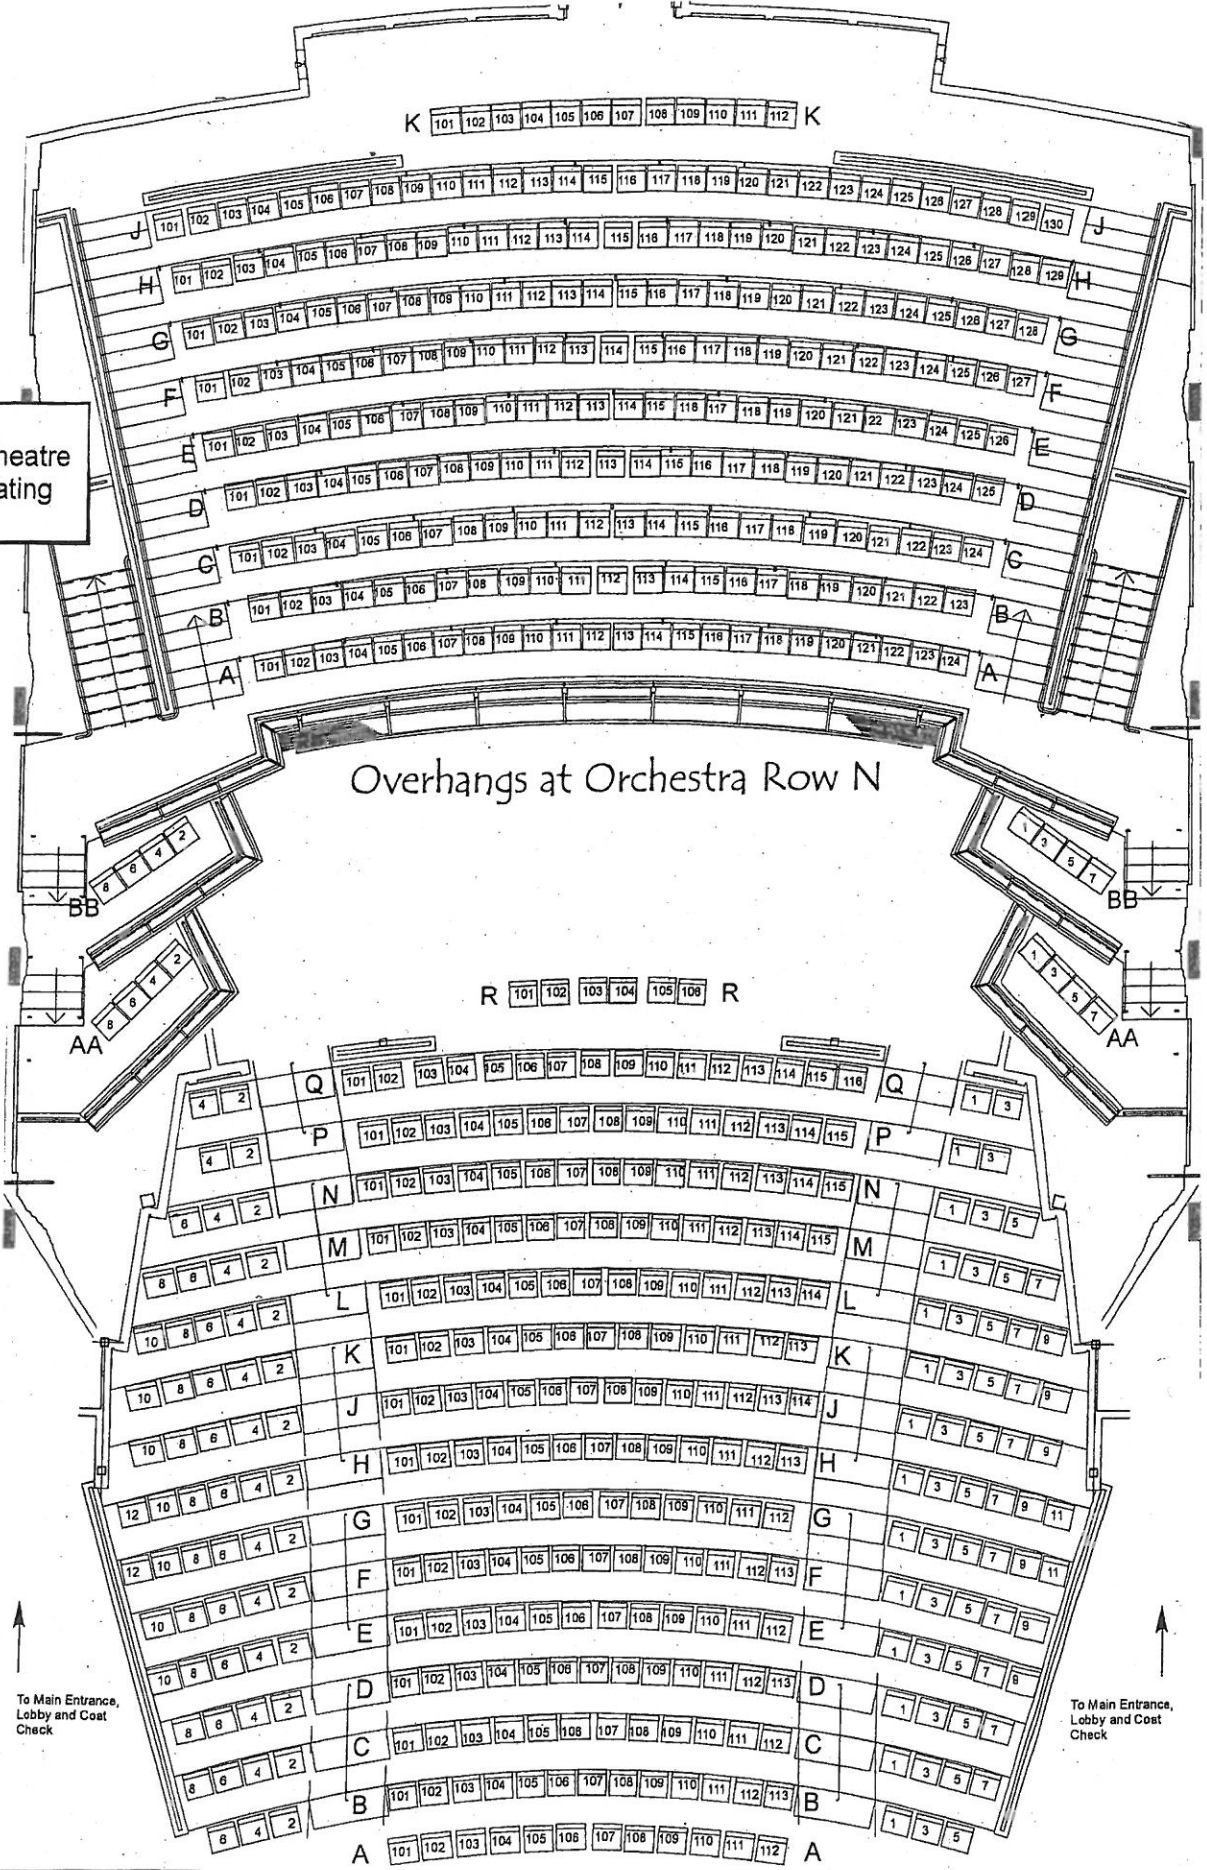 K 101 102 103 104 105 106 107 108 109 110 111 112 K
J 101 102 103 104 105 106 107 108 109 110 111 112 113 114 115 116 117 118 119 120 121 122 123 124 125 126 127 128 129 130 J
H 101 102 103 104 105 106 107 108 109 110 111 112 113 114 115 116 117 118 119 120 121 122 123 124 125 126 127 128 129 H
G 101 102 103 104 105 106 107 108 109 110 111 112 113 114 115 116 117 118 119 120 121 122 123 124 125 126 127 128 G
F 101 102 103 104 105 106 107 108 109 110 111 112 113 114 115 116 117 118 119 120 121 122 123 124 125 126 127 F
E 101 102 103 104 105 106 107 108 109 110 111 112 113 114 115 116 117 118 119 120 121 22 123 124 125 126 E
heatre
ating
D 101 102 103 104 105 106 107 108 109 110 111 112 113 114 115 116 117 118 119 120 121 122 123 124 125 D
C 101 102 103 104 105 106 107 108 109 110 111 112 113 114 115 116 117 118 119 120 121 122 123 124 C
B 101 102 103 104 105 106 107 108 109 110 111 112 113 114 115 116 117 118 119 120 121 122 123 B
A 101 102 103 104 105 106 107 108 109 110 111 112 113 114 115 116 117 118 119 120 121 122 123 124 A
Overhangs at Orchestra Row N
8 6 4 2 1 3 5 7
BB BB
8 6 4 2 1 3 5 7
AA AA
R 101 102 103 104 105 106 R
4 2 Q 101 102 103 104 105 106 107 108 109 110 111 112 113 114 115 116 Q 1 3
4 2 P 101 102 103 104 105 106 107 108 109 110 111 112 113 114 115 P 1 3
6 4 2 N 101 102 103 104 105 106 107 108 109 110 111 112 113 114 115 N 1 3 5
8 6 4 2 M 101 102 103 104 105 106 107 108 109 110 111 112 113 114 115 M 1 3 5 7
10 8 6 4 2 L 101 102 103 104 105 106 107 108 109 110 111 112 113 114 L 1 3 5 7 9
10 8 6 4 2 K 101 102 103 104 105 106 107 108 109 110 111 112 113 K 1 3 5 7 9
10 8 6 4 2 J 101 102 103 104 105 106 107 108 109 110 111 112 113 114 J 1 3 5 7 9
12 10 8 6 4 2 H 101 102 103 104 105 106 107 108 109 110 111 112 113 H 1 3 5 7 9 11
12 10 8 6 4 2 G 101 102 103 104 105 106 107 108 109 110 111 112 G 1 3 5 7 9 11
10 8 6 4 2 F 101 102 103 104 105 106 107 108 109 110 111 112 113 F 1 3 5 7 9
10 8 6 4 2 E 101 102 103 104 105 106 107 108 109 110 111 112 E 1 3 5 7 9
8 6 4 2 D 101 102 103 104 105 106 107 108 109 110 111 112 113 D 1 3 5 7
8 6 4 2 C 101 102 103 104 105 106 107 108 109 110 111 112 C 1 3 5 7
6 4 2 B 101 102 103 104 105 106 107 108 109 110 111 112 113 B 1 3 5
A 101 102 103 104 105 106 107 108 109 110 111 112 A
To Main Entrance,
Lobby and Coat
Check
To Main Entrance,
Lobby and Coat
Check